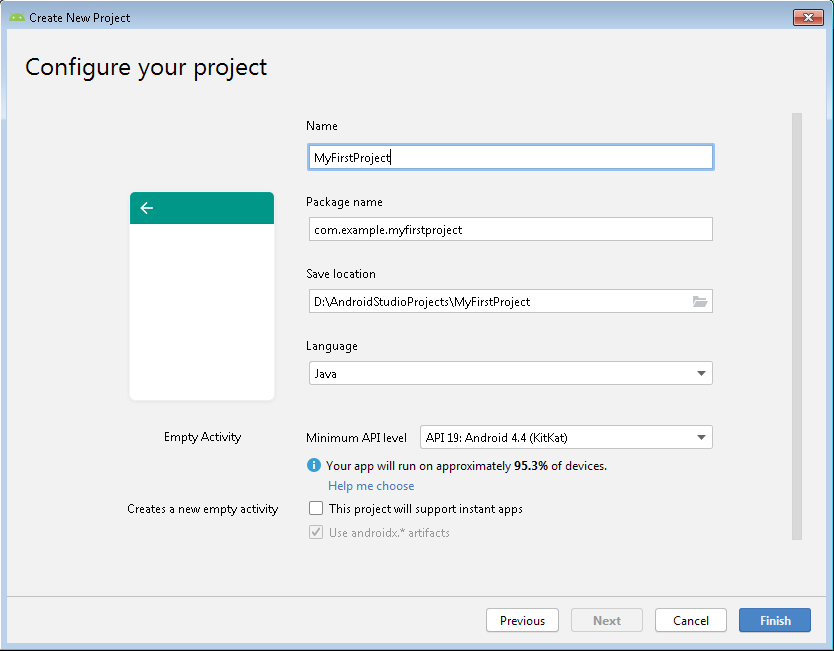 Create New Project
Configure your project
Name
MyFirstProject
Package name
com.example.myfirstproject
Save location
D:\AndroidStudioProjects\MyFirstProject
Language
Java
Empty Activity
Minimum API level API 19: Android 4.4 (KitKat)
Your app will run on approximately 95.3% of devices.
Help me choose
Creates a new empty activity
This project will support instant apps
Use androidx.* artifacts
Previous Next Cancel Finish